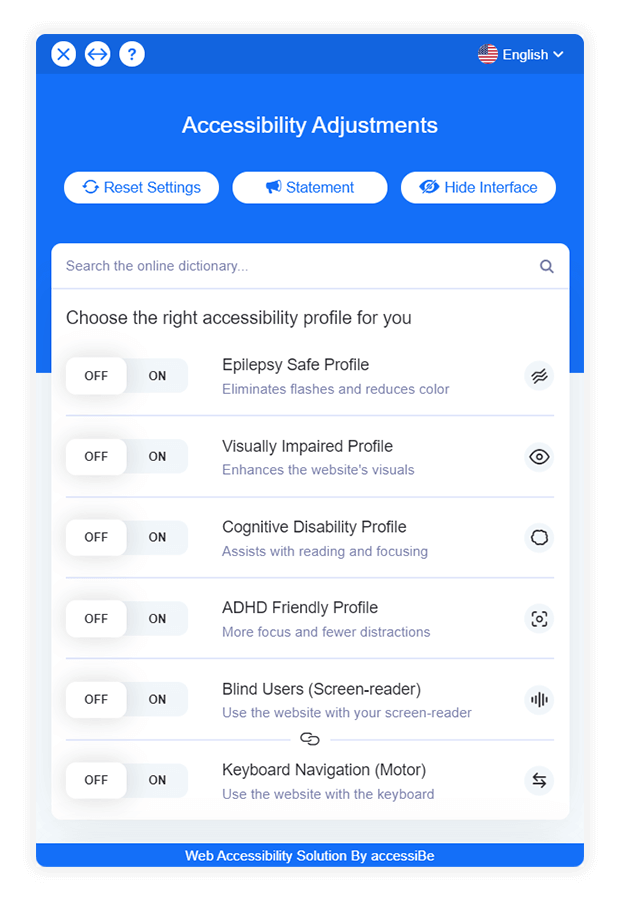 ?
English
Accessibility Adjustments
Reset Settings
Statement
Hide Interface
Search the online dictionary...
Choose the right accessibility profile for you
OFF ON Epilepsy Safe Profile
Eliminates flashes and reduces color
OFF ON Visually Impaired Profile
Enhances the website's visuals
OFF ON Cognitive Disability Profile
Assists with reading and focusing
OFF ON ADHD Friendly Profile
More focus and fewer distractions
OFF ON Blind Users (Screen-reader)
Use the website with your screen-reader
OFF ON Keyboard Navigation (Motor)
Use the website with the keyboard
Web Accessibility Solution By accessiBe